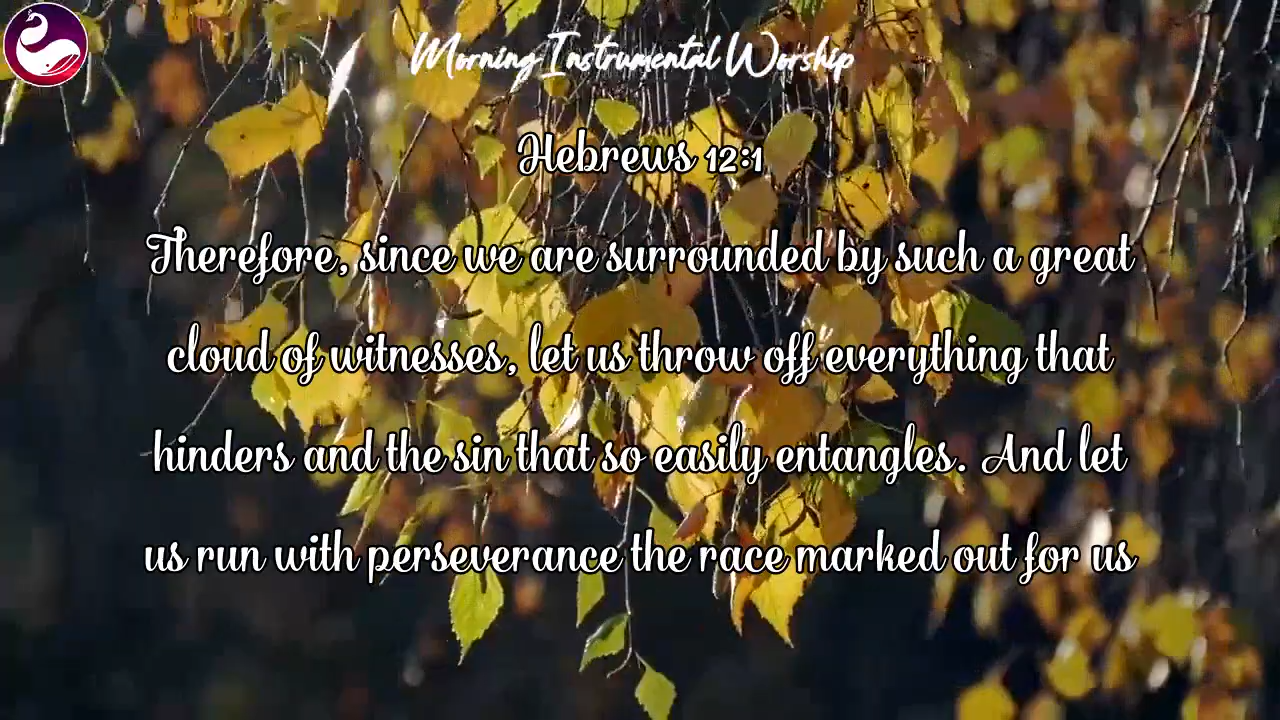 Morning Instrumental Worship
Hebrews 12:1
Therefore, since we are surrounded by such a great
cloud of witnesses, let us throw off everything that
hinders and the sin that so easily entangles. And let
us run with perseverance the race marked out for us